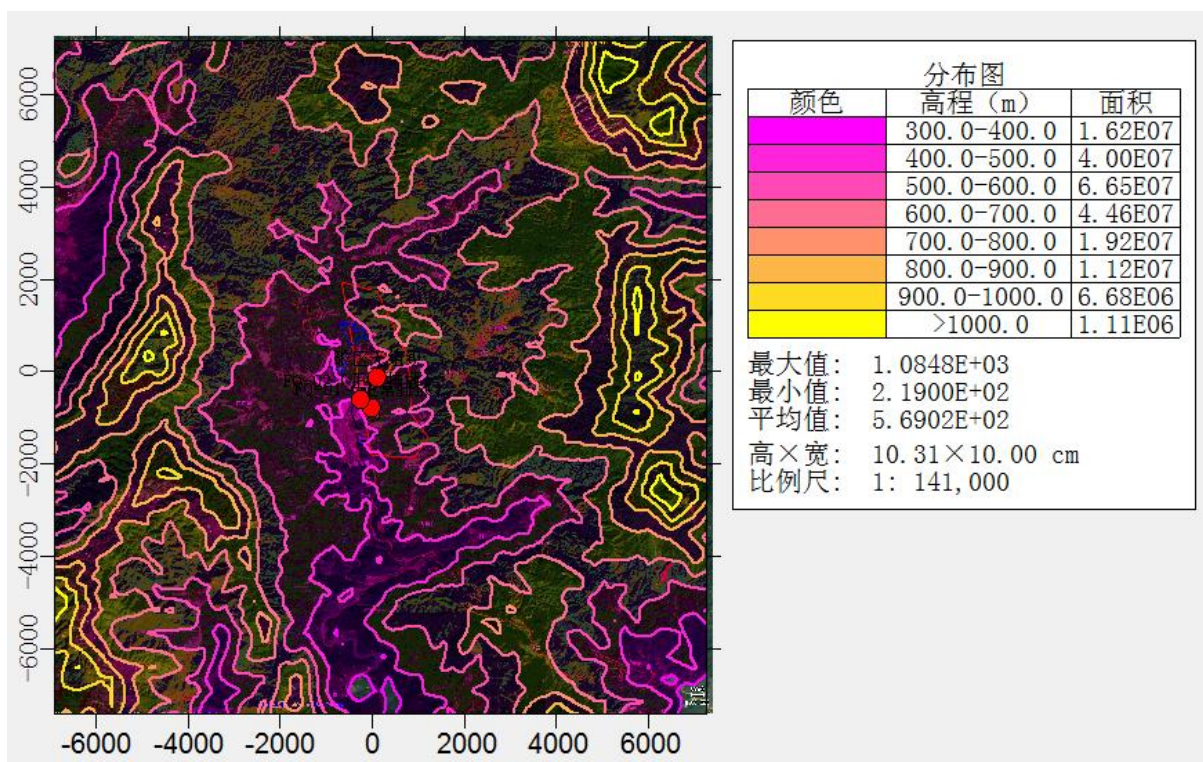 6000
4000
2000
0
-2000
-4000
-6000
-6000 -4000 -2000 0 2000 4000 6000
分布图
颜色 高程（m） 面积
300.0-400.0 1.62E07
400.0-500.0 4.00E07
500.0-600.0 6.65E07
600.0-700.0 4.46E07
700.0-800.0 1.92E07
800.0-900.0 1.12E07
900.0-1000.0 6.68E06
>1000.0 1.11E06
最大值: 1.0848E+03
最小值: 2.1900E+02
平均值: 5.6902E+02
高×宽: 10.31×10.00 cm
比例尺: 1: 141,000